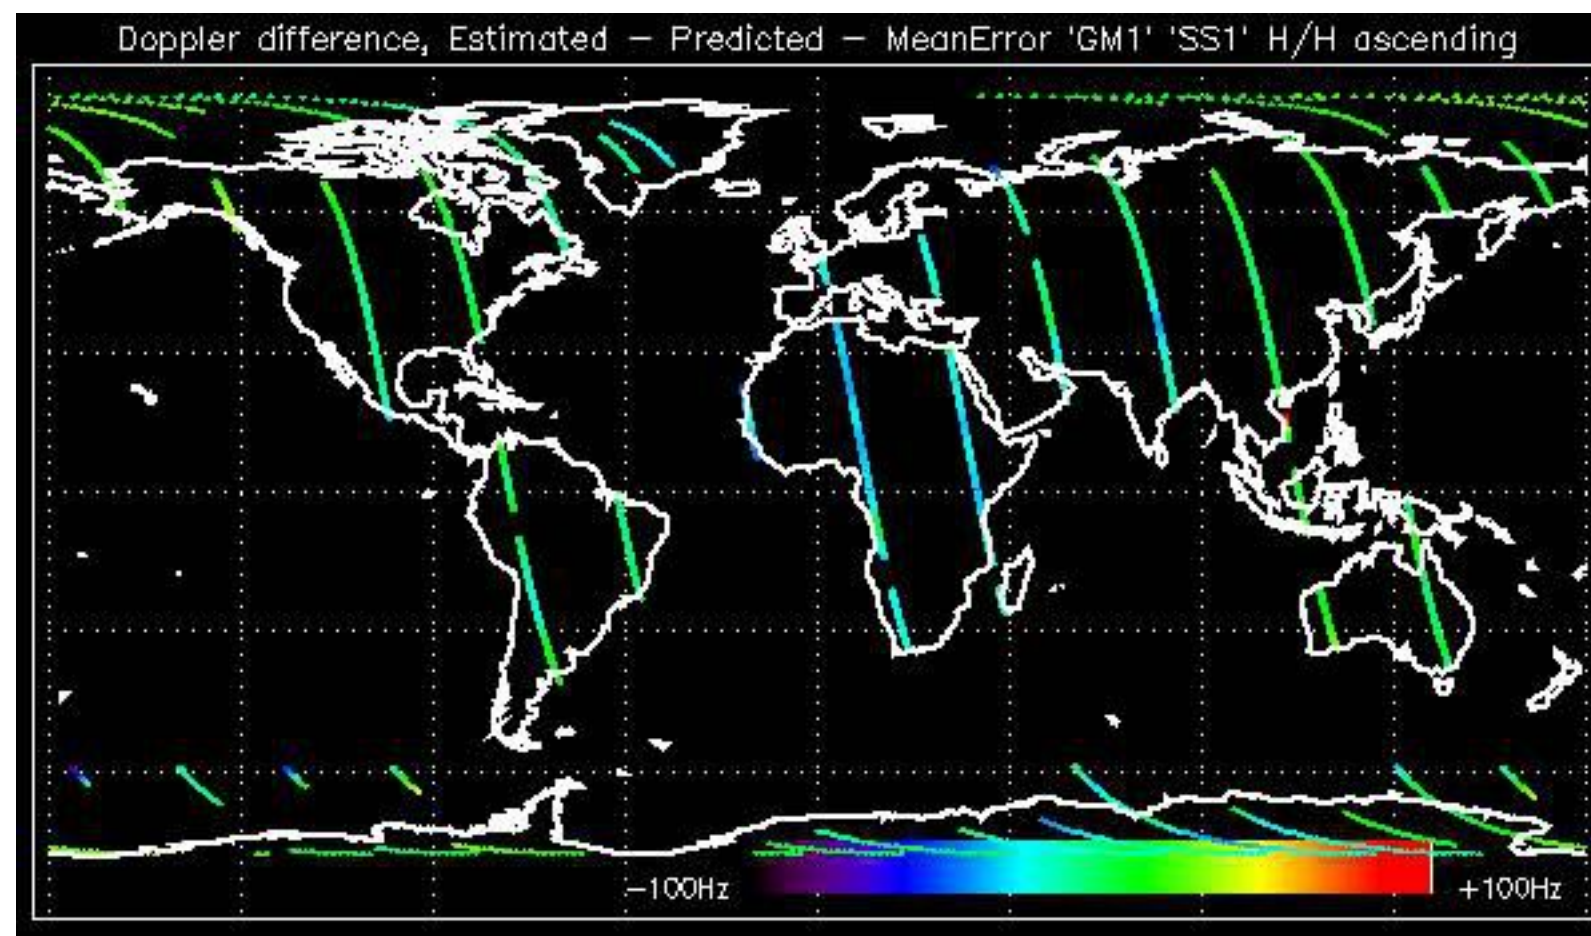 Doppler difference, Estimated – Predicted – MeanError 'GM1' 'SS1' H/H ascending
–100Hz
+100Hz